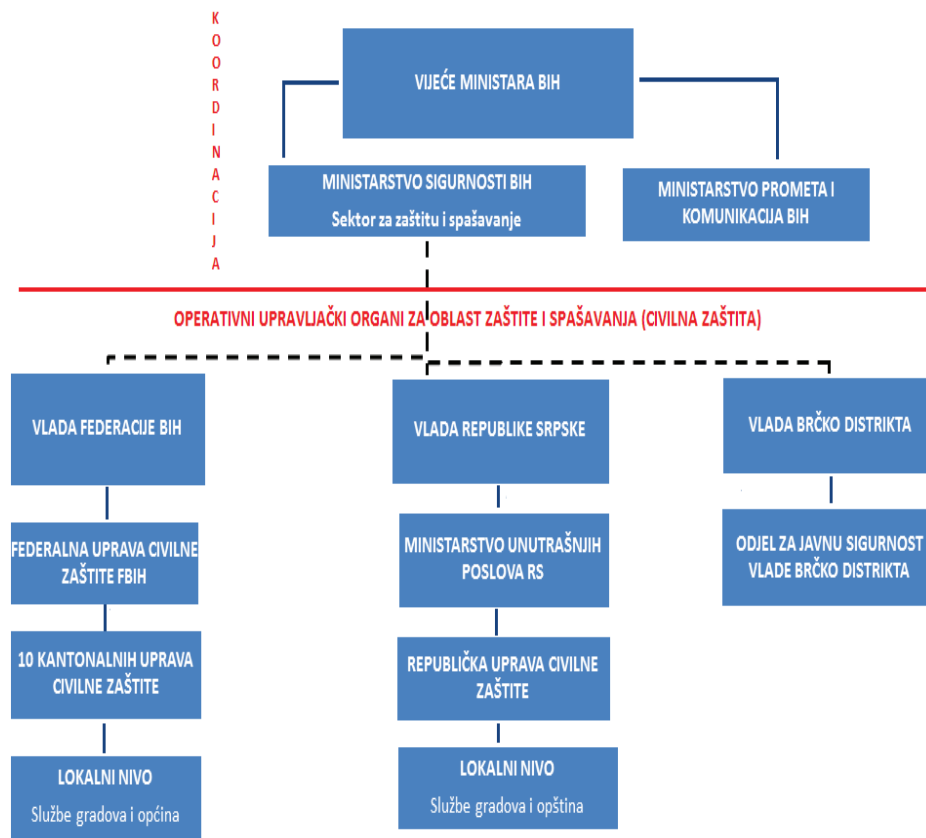 KOORDINACIJA
VIJEĆE MINISTARA BIH
MINISTARSTVO SIGURNOSTI BIH
Sektor za zaštitu i spašavanje
MINISTARSTVO PROMETA I
KOMUNIKACIJA BIH
OPERATIVNI UPRAVLJAČKI ORGANI ZA OBLAST ZAŠTITE I SPAŠAVANJA (CIVILNA ZAŠTITA)
VLADA FEDERACIJE BIH
FEDERALNA UPRAVA CIVILNE
ZAŠTITE FBIH
10 KANTONALNIH UPRAVA
CIVILNE ZAŠTITE
LOKALNI NIVO
Službe gradova i općina
VLADA REPUBLIKE SRPSKE
MINISTARSTVO UNUTRAŠNJIH
POSLOVA RS
REPUBLIČKA UPRAVA CIVILNE
ZAŠTITE
LOKALNI NIVO
Službe gradova i opština
VLADA BRČKO DISTRIKTA
ODJEL ZA JAVNU SIGURNOST
VLADE BRČKO DISTRIKTA